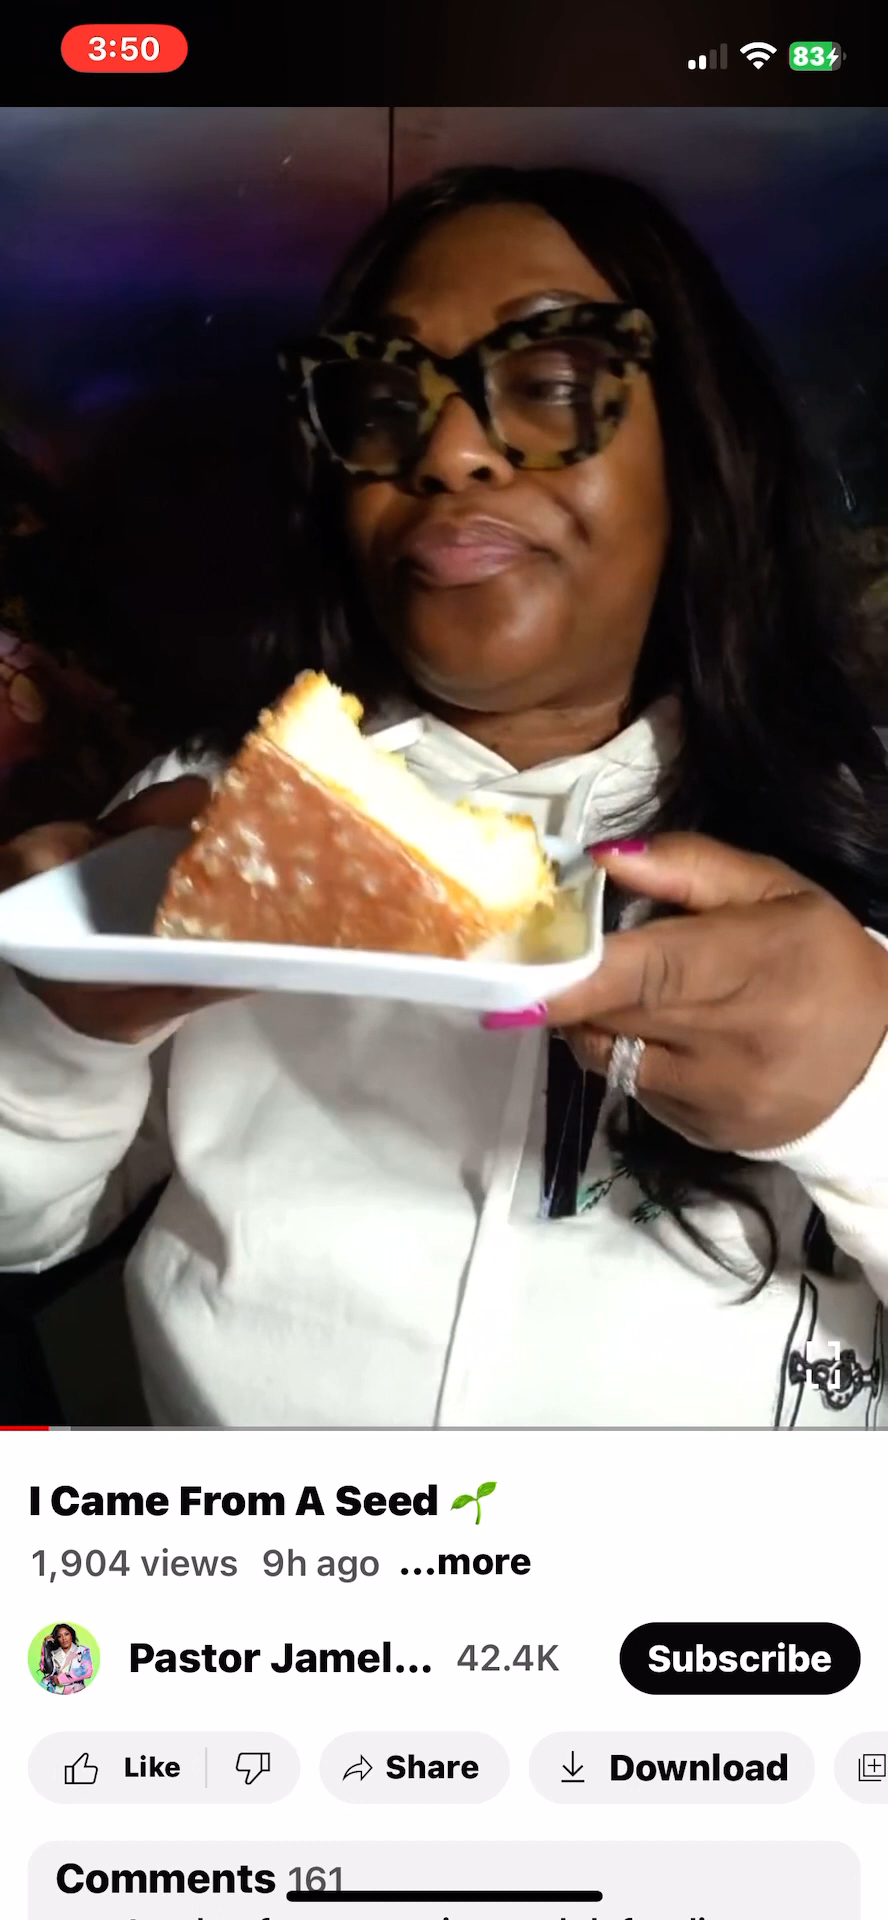 3:50
83
I Came From A Seed 🌱
1,904 views 9h ago ...more
Pastor Jamel... 42.4K Subscribe
Like Share Download
Comments 161